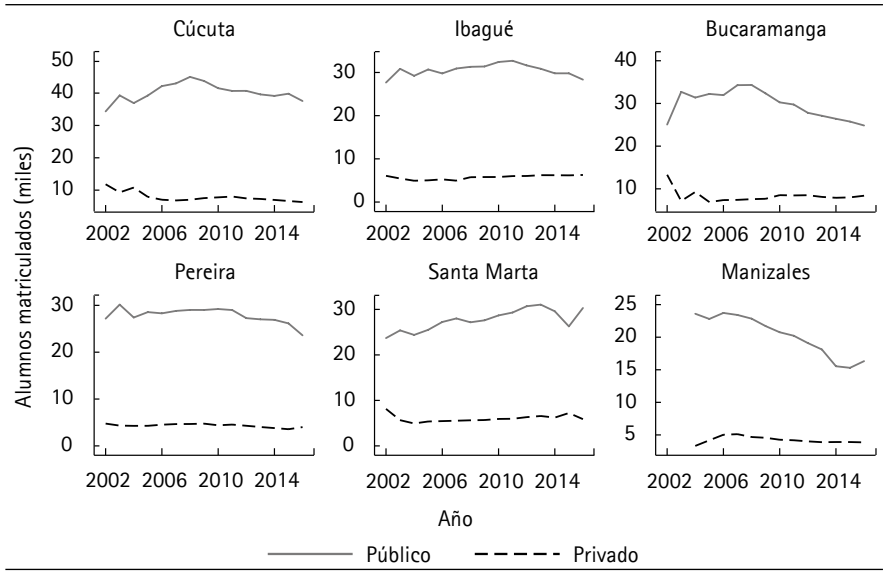 Cúcuta Ibagué Bucaramanga
50 40 30 20 10
30 20 10 0
40 30 20 10
2002 2006 2010 2014 2002 2006 2010 2014 2002 2006 2010 2014
Alumnos matriculados (miles)
Pereira Santa Marta Manizales
30 20 10 0
30 20 10 0
25 20 15 10 5
2002 2006 2010 2014 2002 2006 2010 2014 2002 2006 2010 2014
Año
Público Privado